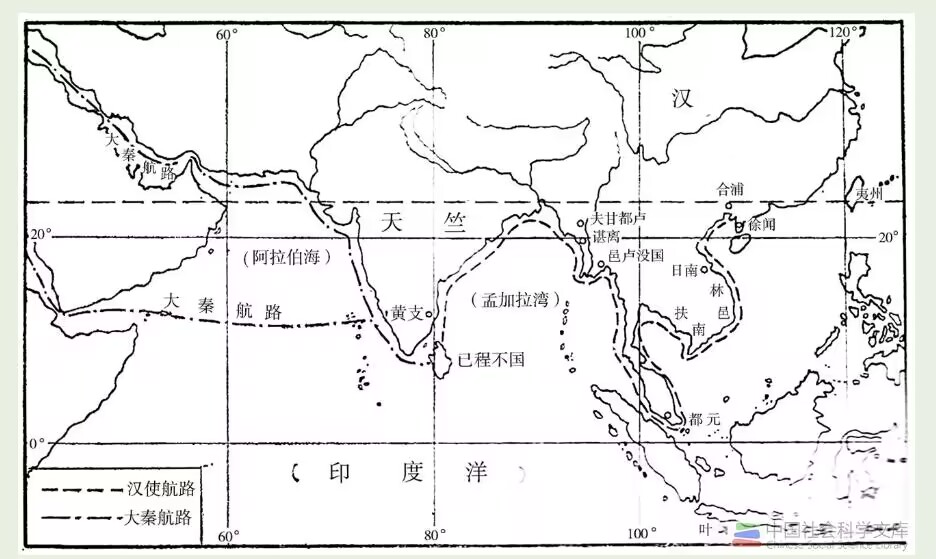 60°
80°
100°
120°
汉
大秦航路
合浦
夷州
徐闻
夫甘都卢
谌离
天竺
20°
20°
邑卢没国
日南
(阿拉伯海)
林邑
(孟加拉湾)
大秦航路
黄支
扶南
已程不国
都元
0°
(印度洋)
汉使航路
大秦航路
60°
80°
100°
叶
中国社会科学文库
Chinese Social Science Library